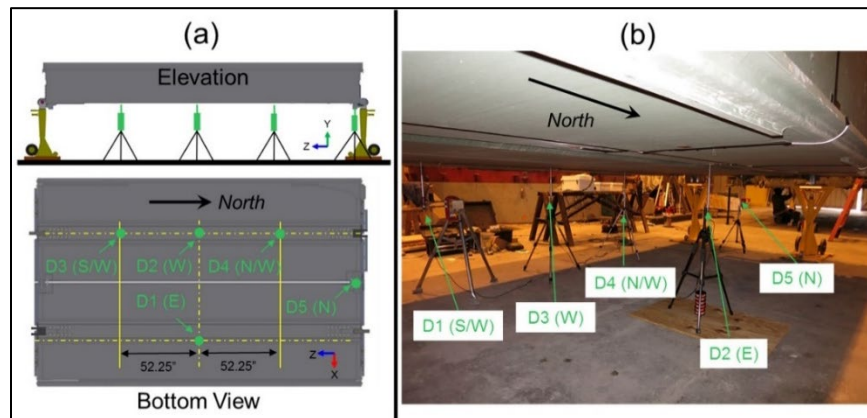 (a)
Elevation
Y
Z
North
D3 (S/W)
D2 (W)
D4 (N/W)
D5 (N)
D1 (E)
52.25"
52.25"
Z
X
Bottom View
(b)
North
D1 (S/W)
D3 (W)
D4 (N/W)
D2 (E)
D5 (N)